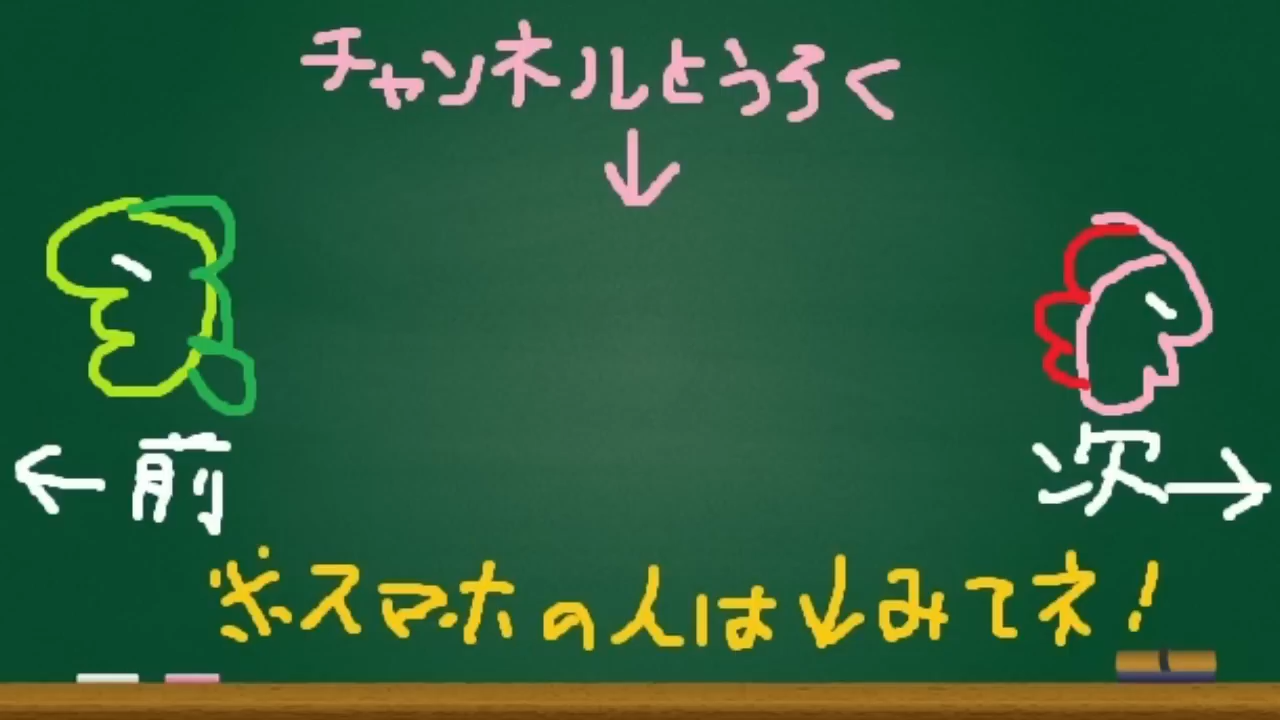 チャンネルとうろく
↓
←前
次→
※スマホの人は↓みてネ!